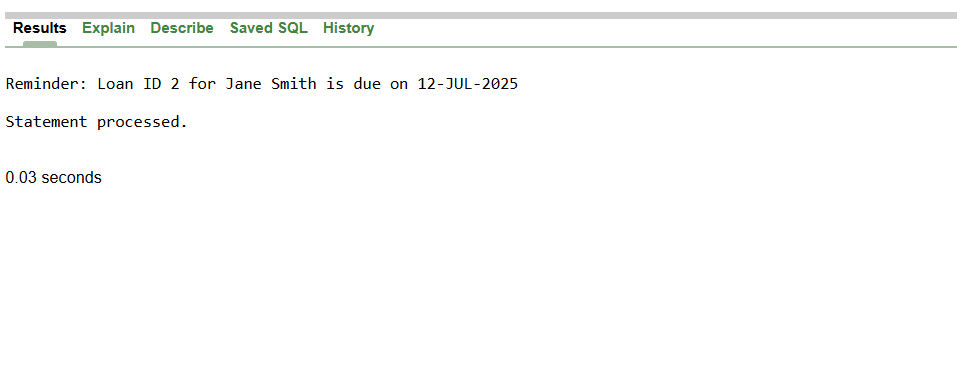 Results Explain Describe Saved SQL History
Reminder: Loan ID 2 for Jane Smith is due on 12-JUL-2025
Statement processed.
0.03 seconds